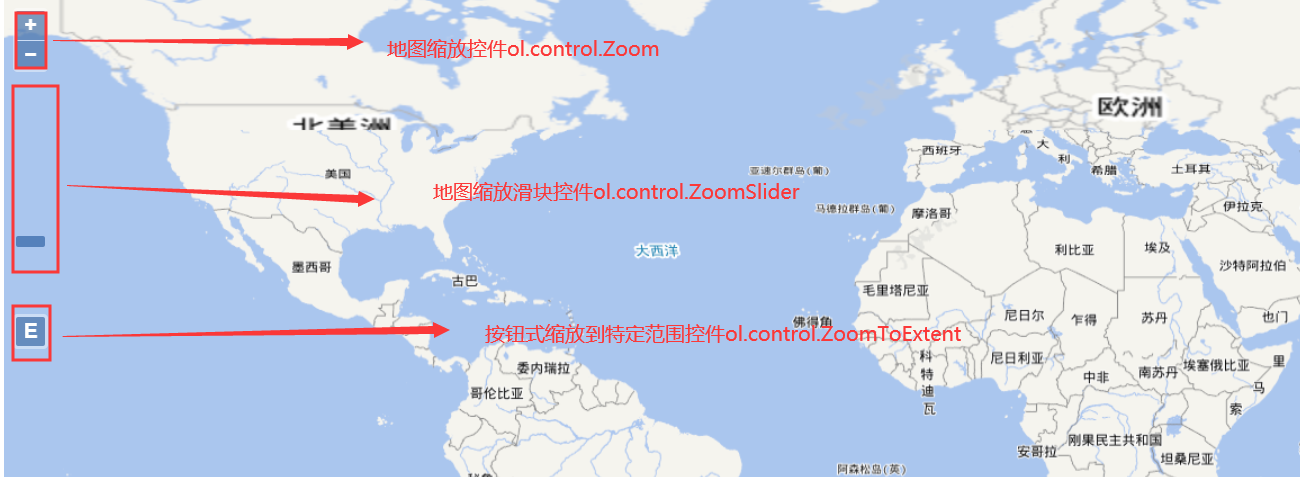 +
地图缩放控件ol.control.Zoom
−
欧洲
北美洲
意
大
利
西班牙
希腊
土耳其
美国
亚速尔群岛(葡)
地图缩放滑块控件ol.control.ZoomSlider
马德拉群岛(葡)
摩洛哥
伊拉克
大西洋
利比亚
埃及
墨西哥
沙特阿拉伯
古巴
毛里塔尼亚
E
按钮式缩放到特定范围控件ol.control.ZoomToExtent
佛得角
尼日尔
乍得
苏丹
也门
科特迪瓦
尼日利亚
委内瑞拉
中非
南苏丹
埃塞俄比亚
哥伦比亚
索马里
刚果民主共和国
安哥拉
坦桑尼亚
阿森松岛(英)